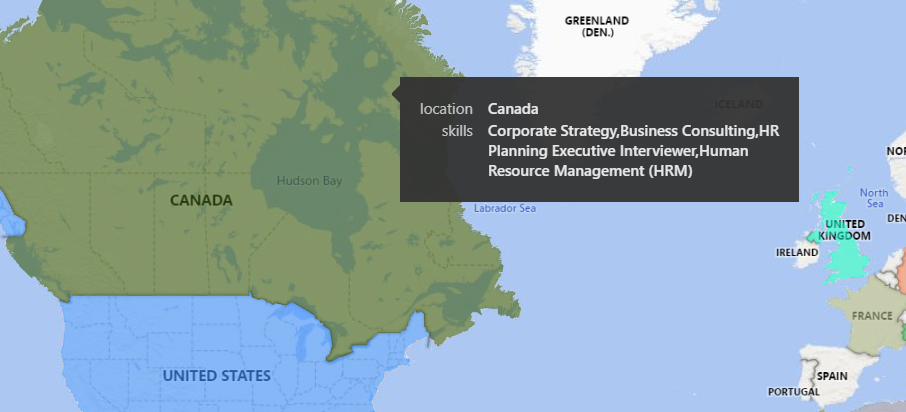 GREENLAND
(DEN.)
location Canada
ICELAND
skills Corporate Strategy,Business Consulting,HR
Planning Executive Interviewer,Human
Resource Management (HRM)
Hudson Bay
CANADA
Labrador Sea
North
Sea
UNITED
KINGDOM
IRELAND
FRANCE
UNITED STATES
SPAIN
PORTUGAL
NOR
DEN